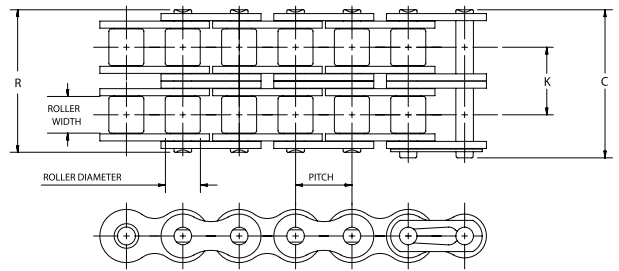 R
ROLLER
WIDTH
K
C
ROLLER DIAMETER
PITCH